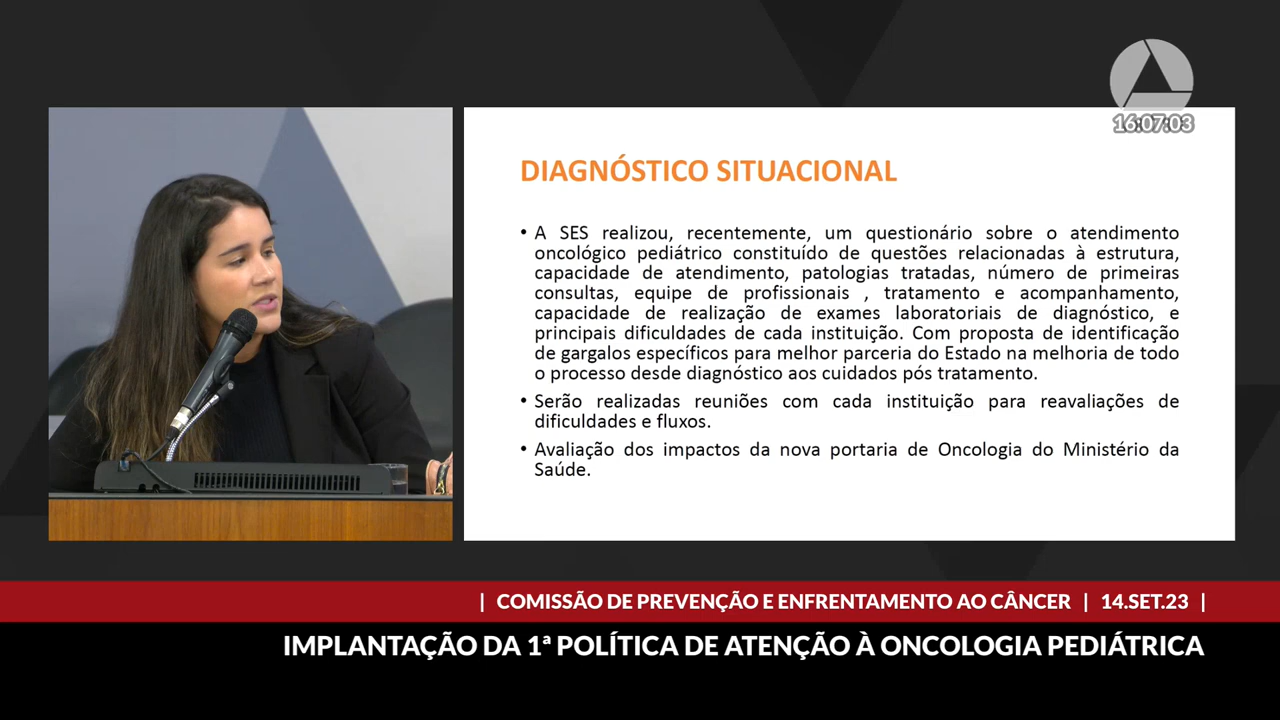 16:07:03
DIAGNÓSTICO SITUACIONAL
• A SES realizou, recentemente, um questionário sobre o atendimento
oncológico pediátrico constituído de questões relacionadas à estrutura,
capacidade de atendimento, patologias tratadas, número de primeiras
consultas, equipe de profissionais , tratamento e acompanhamento,
capacidade de realização de exames laboratoriais de diagnóstico, e
principais dificuldades de cada instituição. Com proposta de identificação
de gargalos específicos para melhor parceria do Estado na melhoria de todo
o processo desde diagnóstico aos cuidados pós tratamento.
• Serão realizadas reuniões com cada instituição para reavaliações de
dificuldades e fluxos.
• Avaliação dos impactos da nova portaria de Oncologia do Ministério da
Saúde.
| COMISSÃO DE PREVENÇÃO E ENFRENTAMENTO AO CÂNCER | 14.SET.23 |
IMPLANTAÇÃO DA 1ª POLÍTICA DE ATENÇÃO À ONCOLOGIA PEDIÁTRICA